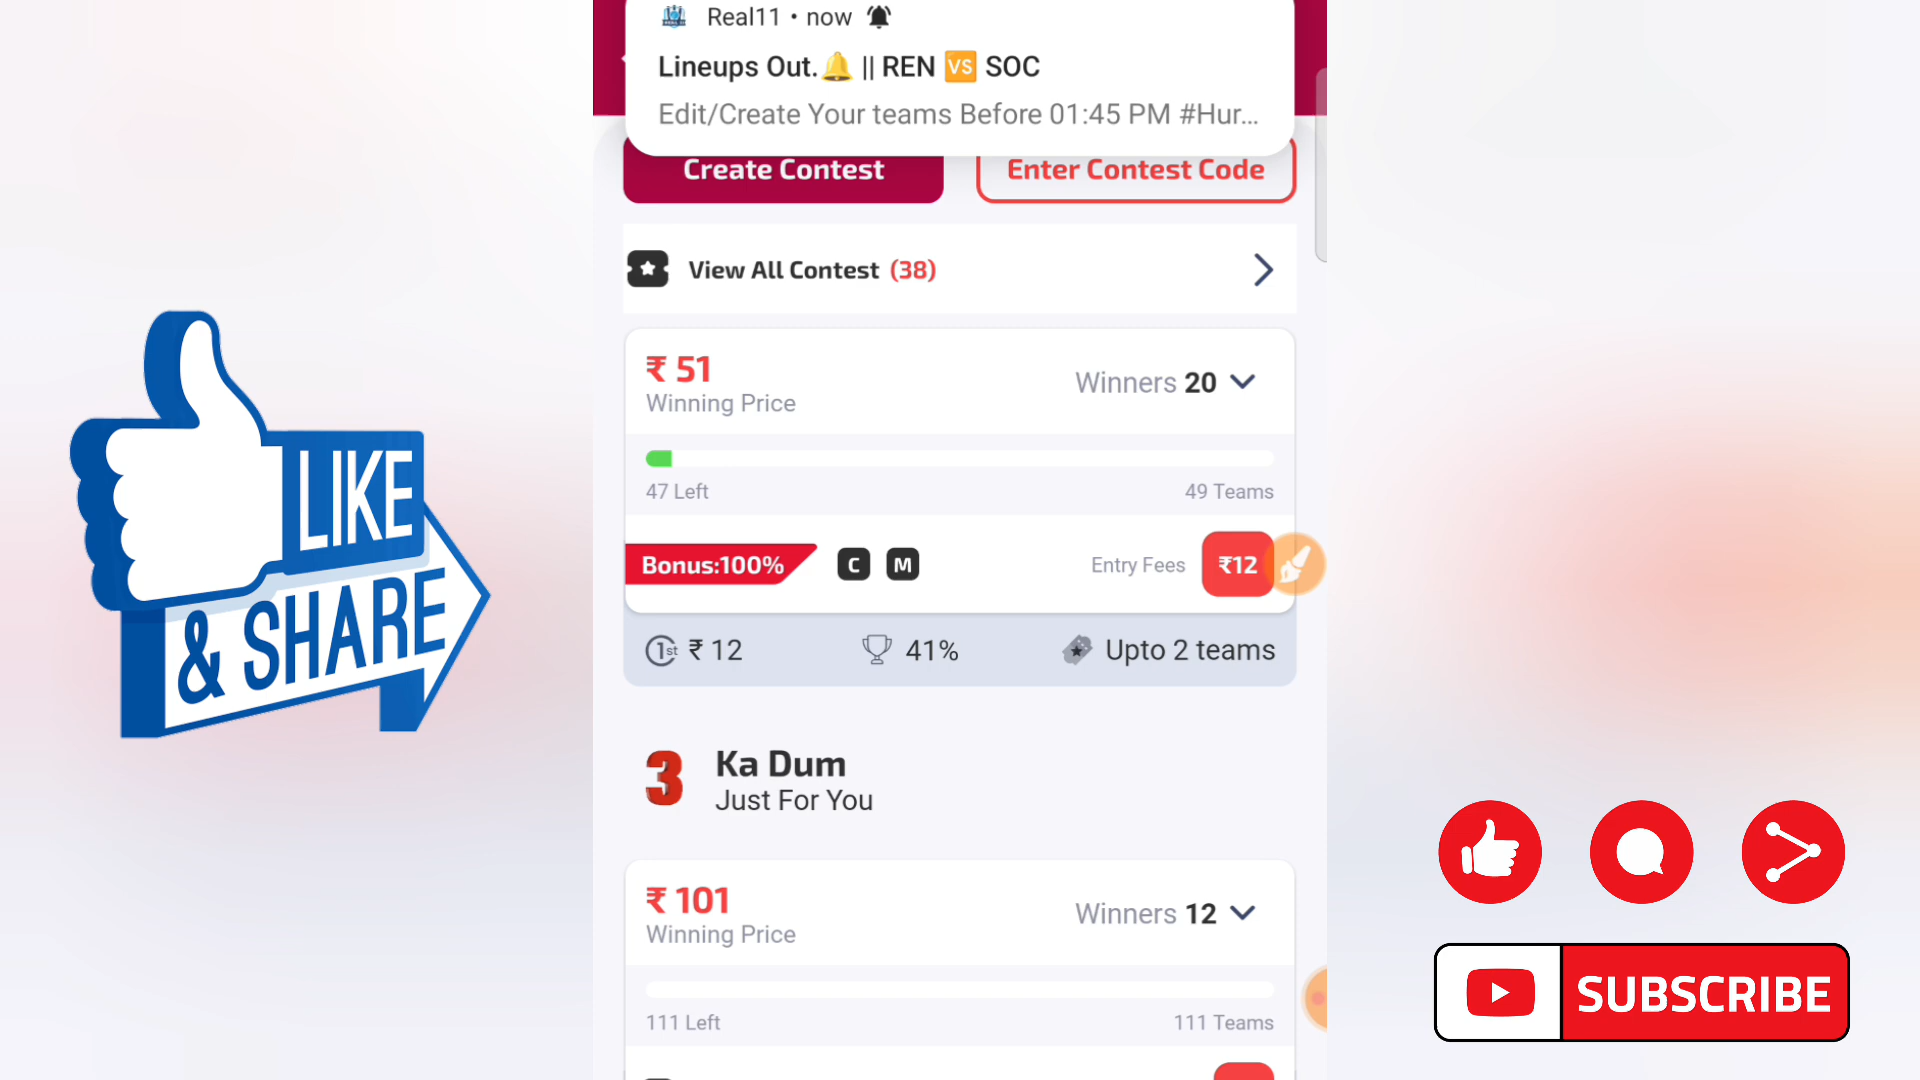 Real11 • now
Lineups Out.🔔 || REN 🆚 SOC
Edit/Create Your teams Before 01:45 PM #Hur...
Create Contest
Enter Contest Code
View All Contest (38)
₹ 51
Winning Price
Winners 20
47 Left
49 Teams
Bonus:100%
C
M
Entry Fees
₹12
1st ₹ 12
41%
Upto 2 teams
3
Ka Dum
Just For You
₹ 101
Winning Price
Winners 12
111 Left
111 Teams
LIKE
& SHARE
SUBSCRIBE